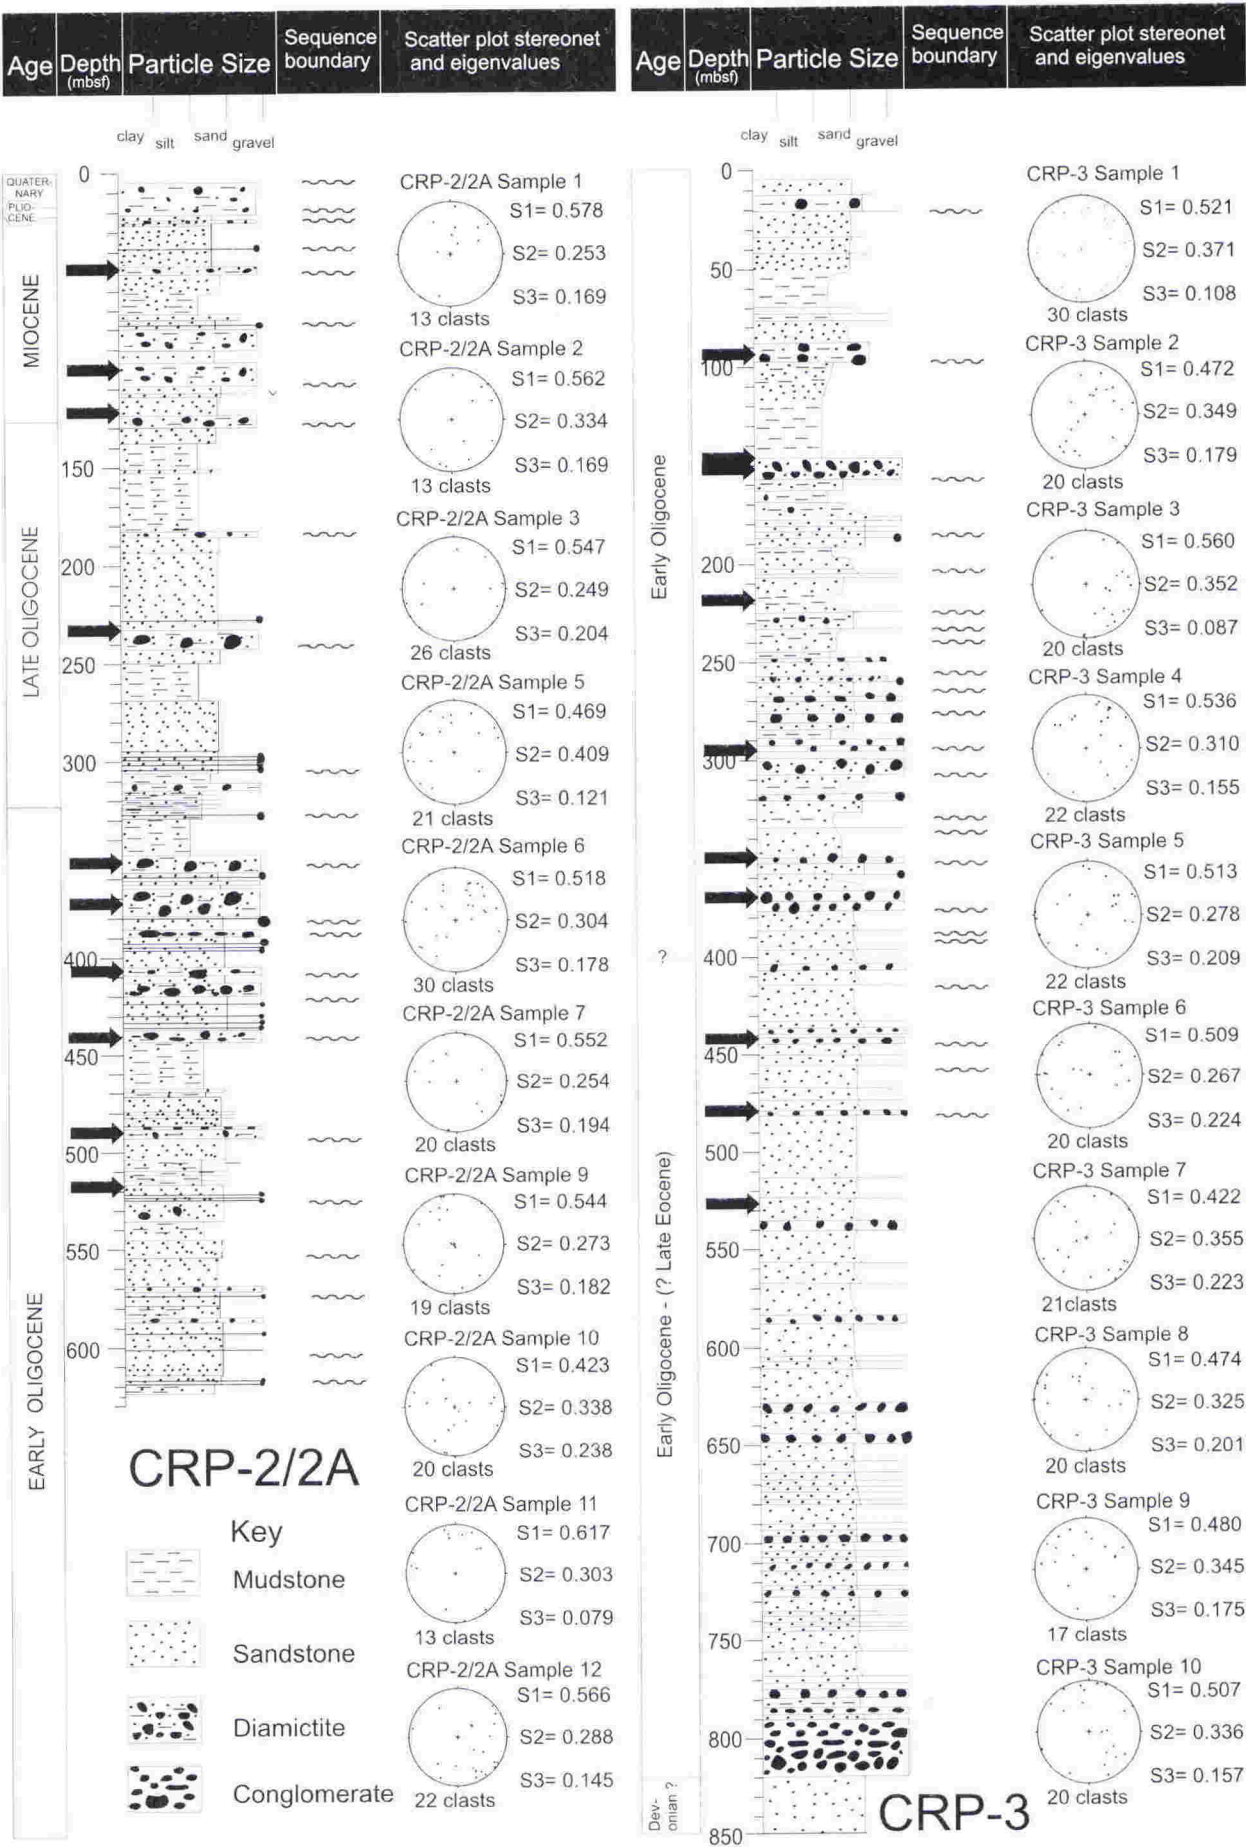 Age
Depth (mbsf)
Particle Size
Sequence boundary
Scatter plot stereonet and eigenvalues
clay silt sand gravel
QUATER-
NARY
PLIO-
CENE
MIOCENE
LATE OLIGOCENE
EARLY OLIGOCENE
0
150
200
250
300
400
450
500
550
600
CRP-2/2A Sample 1
S1= 0.578
S2= 0.253
S3= 0.169
13 clasts
CRP-2/2A Sample 2
S1= 0.562
S2= 0.334
S3= 0.169
13 clasts
CRP-2/2A Sample 3
S1= 0.547
S2= 0.249
S3= 0.204
26 clasts
CRP-2/2A Sample 5
S1= 0.469
S2= 0.409
S3= 0.121
21 clasts
CRP-2/2A Sample 6
S1= 0.518
S2= 0.304
S3= 0.178
30 clasts
CRP-2/2A Sample 7
S1= 0.552
S2= 0.254
S3= 0.194
20 clasts
CRP-2/2A Sample 9
S1= 0.544
S2= 0.273
S3= 0.182
19 clasts
CRP-2/2A Sample 10
S1= 0.423
S2= 0.338
S3= 0.238
20 clasts
CRP-2/2A Sample 11
S1= 0.617
S2= 0.303
S3= 0.079
13 clasts
CRP-2/2A Sample 12
S1= 0.566
S2= 0.288
S3= 0.145
22 clasts
CRP-2/2A
Key
Mudstone
Sandstone
Diamictite
Conglomerate
Age
Depth (mbsf)
Particle Size
Sequence boundary
Scatter plot stereonet and eigenvalues
clay silt sand gravel
Early Oligocene
?
Early Oligocene - (? Late Eocene)
Dev-
onian ?
0
50
100
200
250
300
400
450
500
550
600
650
700
750
800
850
CRP-3 Sample 1
S1= 0.521
S2= 0.371
S3= 0.108
30 clasts
CRP-3 Sample 2
S1= 0.472
S2= 0.349
S3= 0.179
20 clasts
CRP-3 Sample 3
S1= 0.560
S2= 0.352
S3= 0.087
20 clasts
CRP-3 Sample 4
S1= 0.536
S2= 0.310
S3= 0.155
22 clasts
CRP-3 Sample 5
S1= 0.513
S2= 0.278
S3= 0.209
22 clasts
CRP-3 Sample 6
S1= 0.509
S2= 0.267
S3= 0.224
20 clasts
CRP-3 Sample 7
S1= 0.422
S2= 0.355
S3= 0.223
21clasts
CRP-3 Sample 8
S1= 0.474
S2= 0.325
S3= 0.201
20 clasts
CRP-3 Sample 9
S1= 0.480
S2= 0.345
S3= 0.175
17 clasts
CRP-3 Sample 10
S1= 0.507
S2= 0.336
S3= 0.157
20 clasts
CRP-3